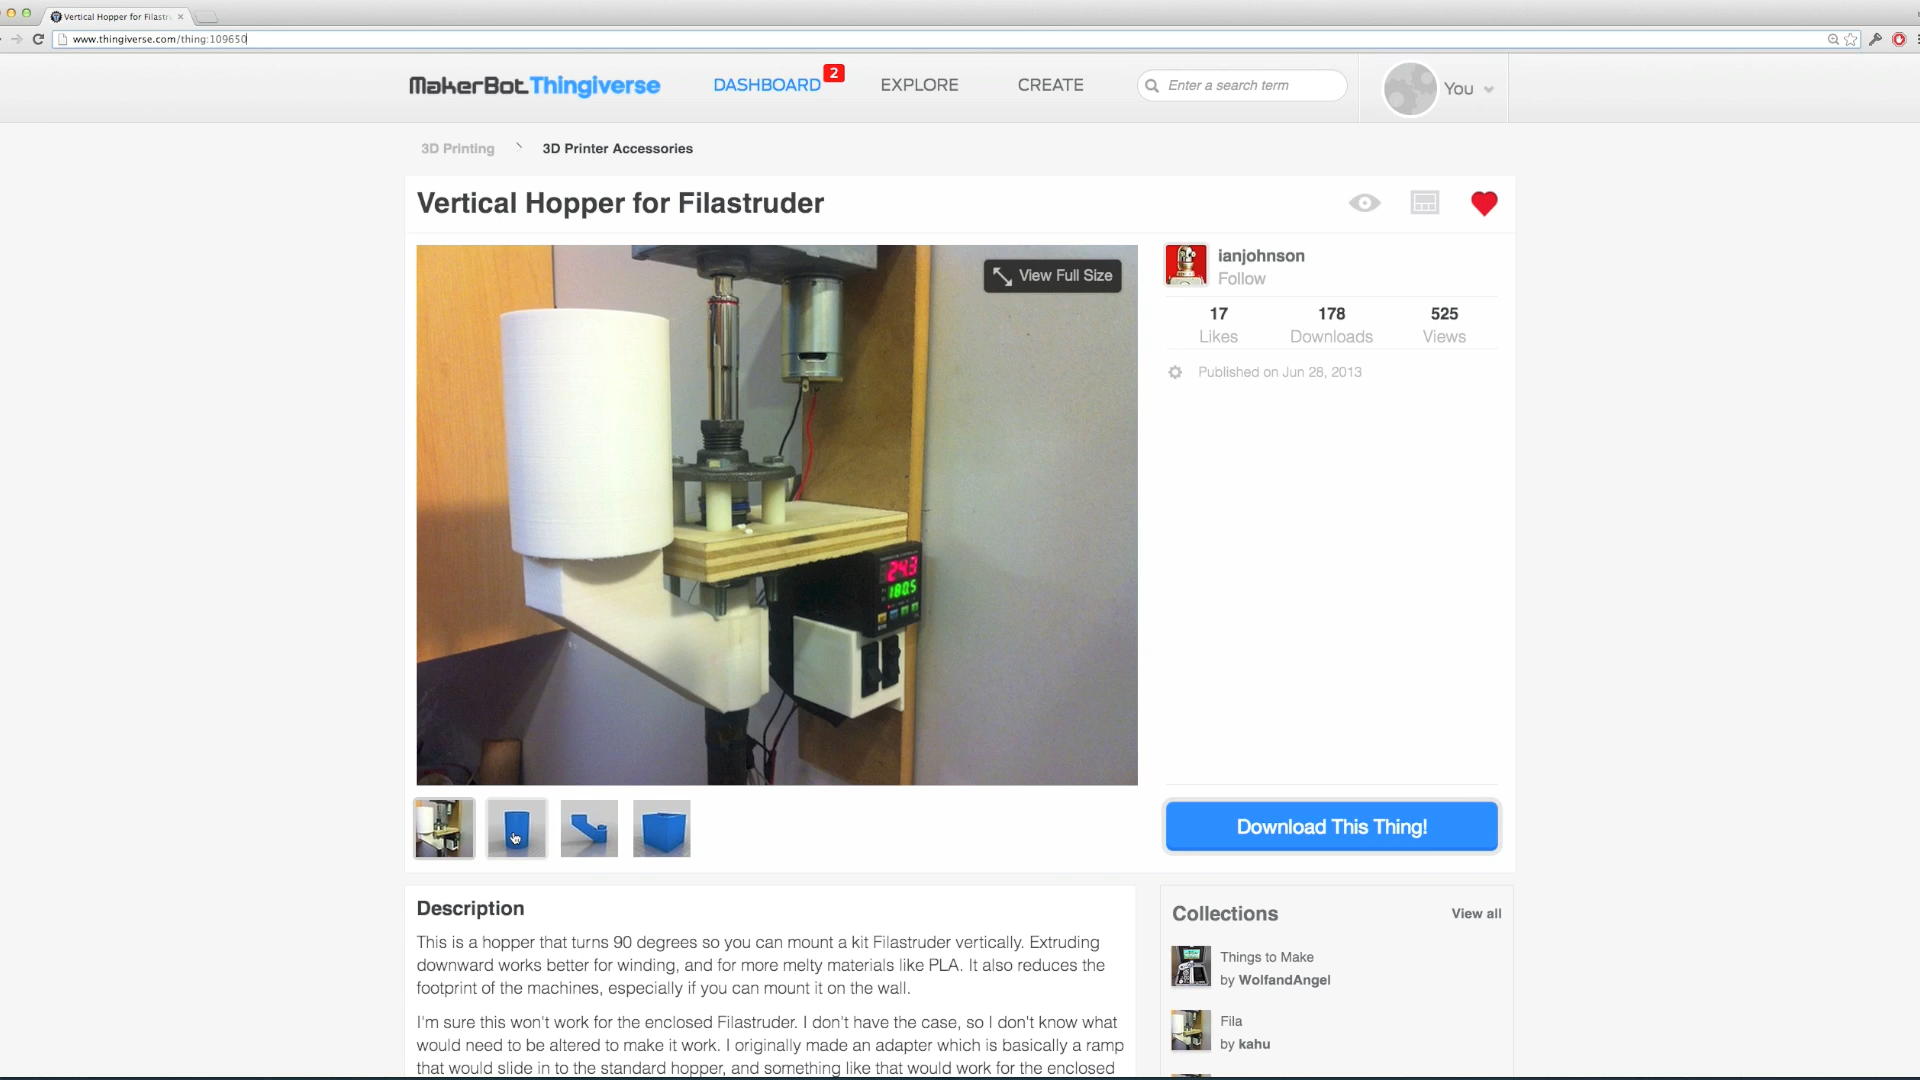 Vertical Hopper for Filastr
www.thingiverse.com/thing:109650
MakerBot.Thingiverse
DASHBOARD
2
EXPLORE
CREATE
Enter a search term
You
3D Printing
3D Printer Accessories
Vertical Hopper for Filastruder
View Full Size
24.3
180.5
ianjohnson
Follow
17
Likes
178
Downloads
525
Views
Published on Jun 28, 2013
Download This Thing!
Description
This is a hopper that turns 90 degrees so you can mount a kit Filastruder vertically. Extruding
downward works better for winding, and for more melty materials like PLA. It also reduces the
footprint of the machines, especially if you can mount it on the wall.
I'm sure this won't work for the enclosed Filastruder. I don't have the case, so I don't know what
would need to be altered to make it work. I originally made an adapter which is basically a ramp
that would slide in to the standard hopper, and something like that would work for the enclosed
Collections
View all
Things to Make
by WolfandAngel
Fila
by kahu